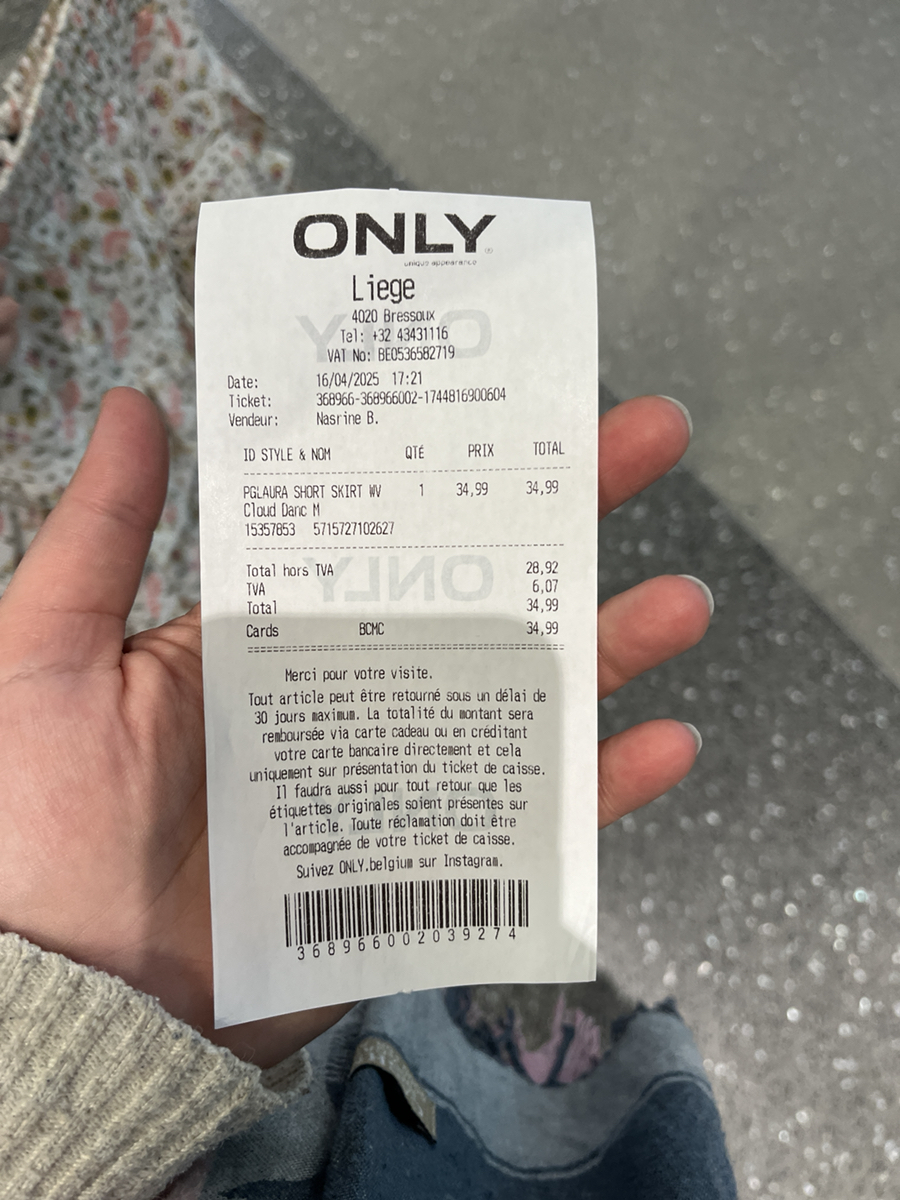 ONLY
unique appearance
Liege
4020 Bressoux
Tel: +32 43431116
VAT No: BE0536582719
Date: 16/04/2025 17:21
Ticket: 368966-368966002-1744816900604
Vendeur: Nasrine B.
ID STYLE & NOM QTÉ PRIX TOTAL
PGLAURA SHORT SKIRT WV 1 34,99 34,99
Cloud Danc M
15357853 5715727102627
Total hors TVA 28,92
TVA 6,07
Total 34,99
Cards BCMC 34,99
Merci pour votre visite.
Tout article peut être retourné sous un délai de
30 jours maximum. La totalité du montant sera
remboursée via carte cadeau ou en créditant
votre carte bancaire directement et cela
uniquement sur présentation du ticket de caisse.
Il faudra aussi pour tout retour que les
étiquettes originales soient présentes sur
l'article. Toute réclamation doit être
accompagnée de votre ticket de caisse.
Suivez ONLY.belgium sur Instagram.
368966002039274